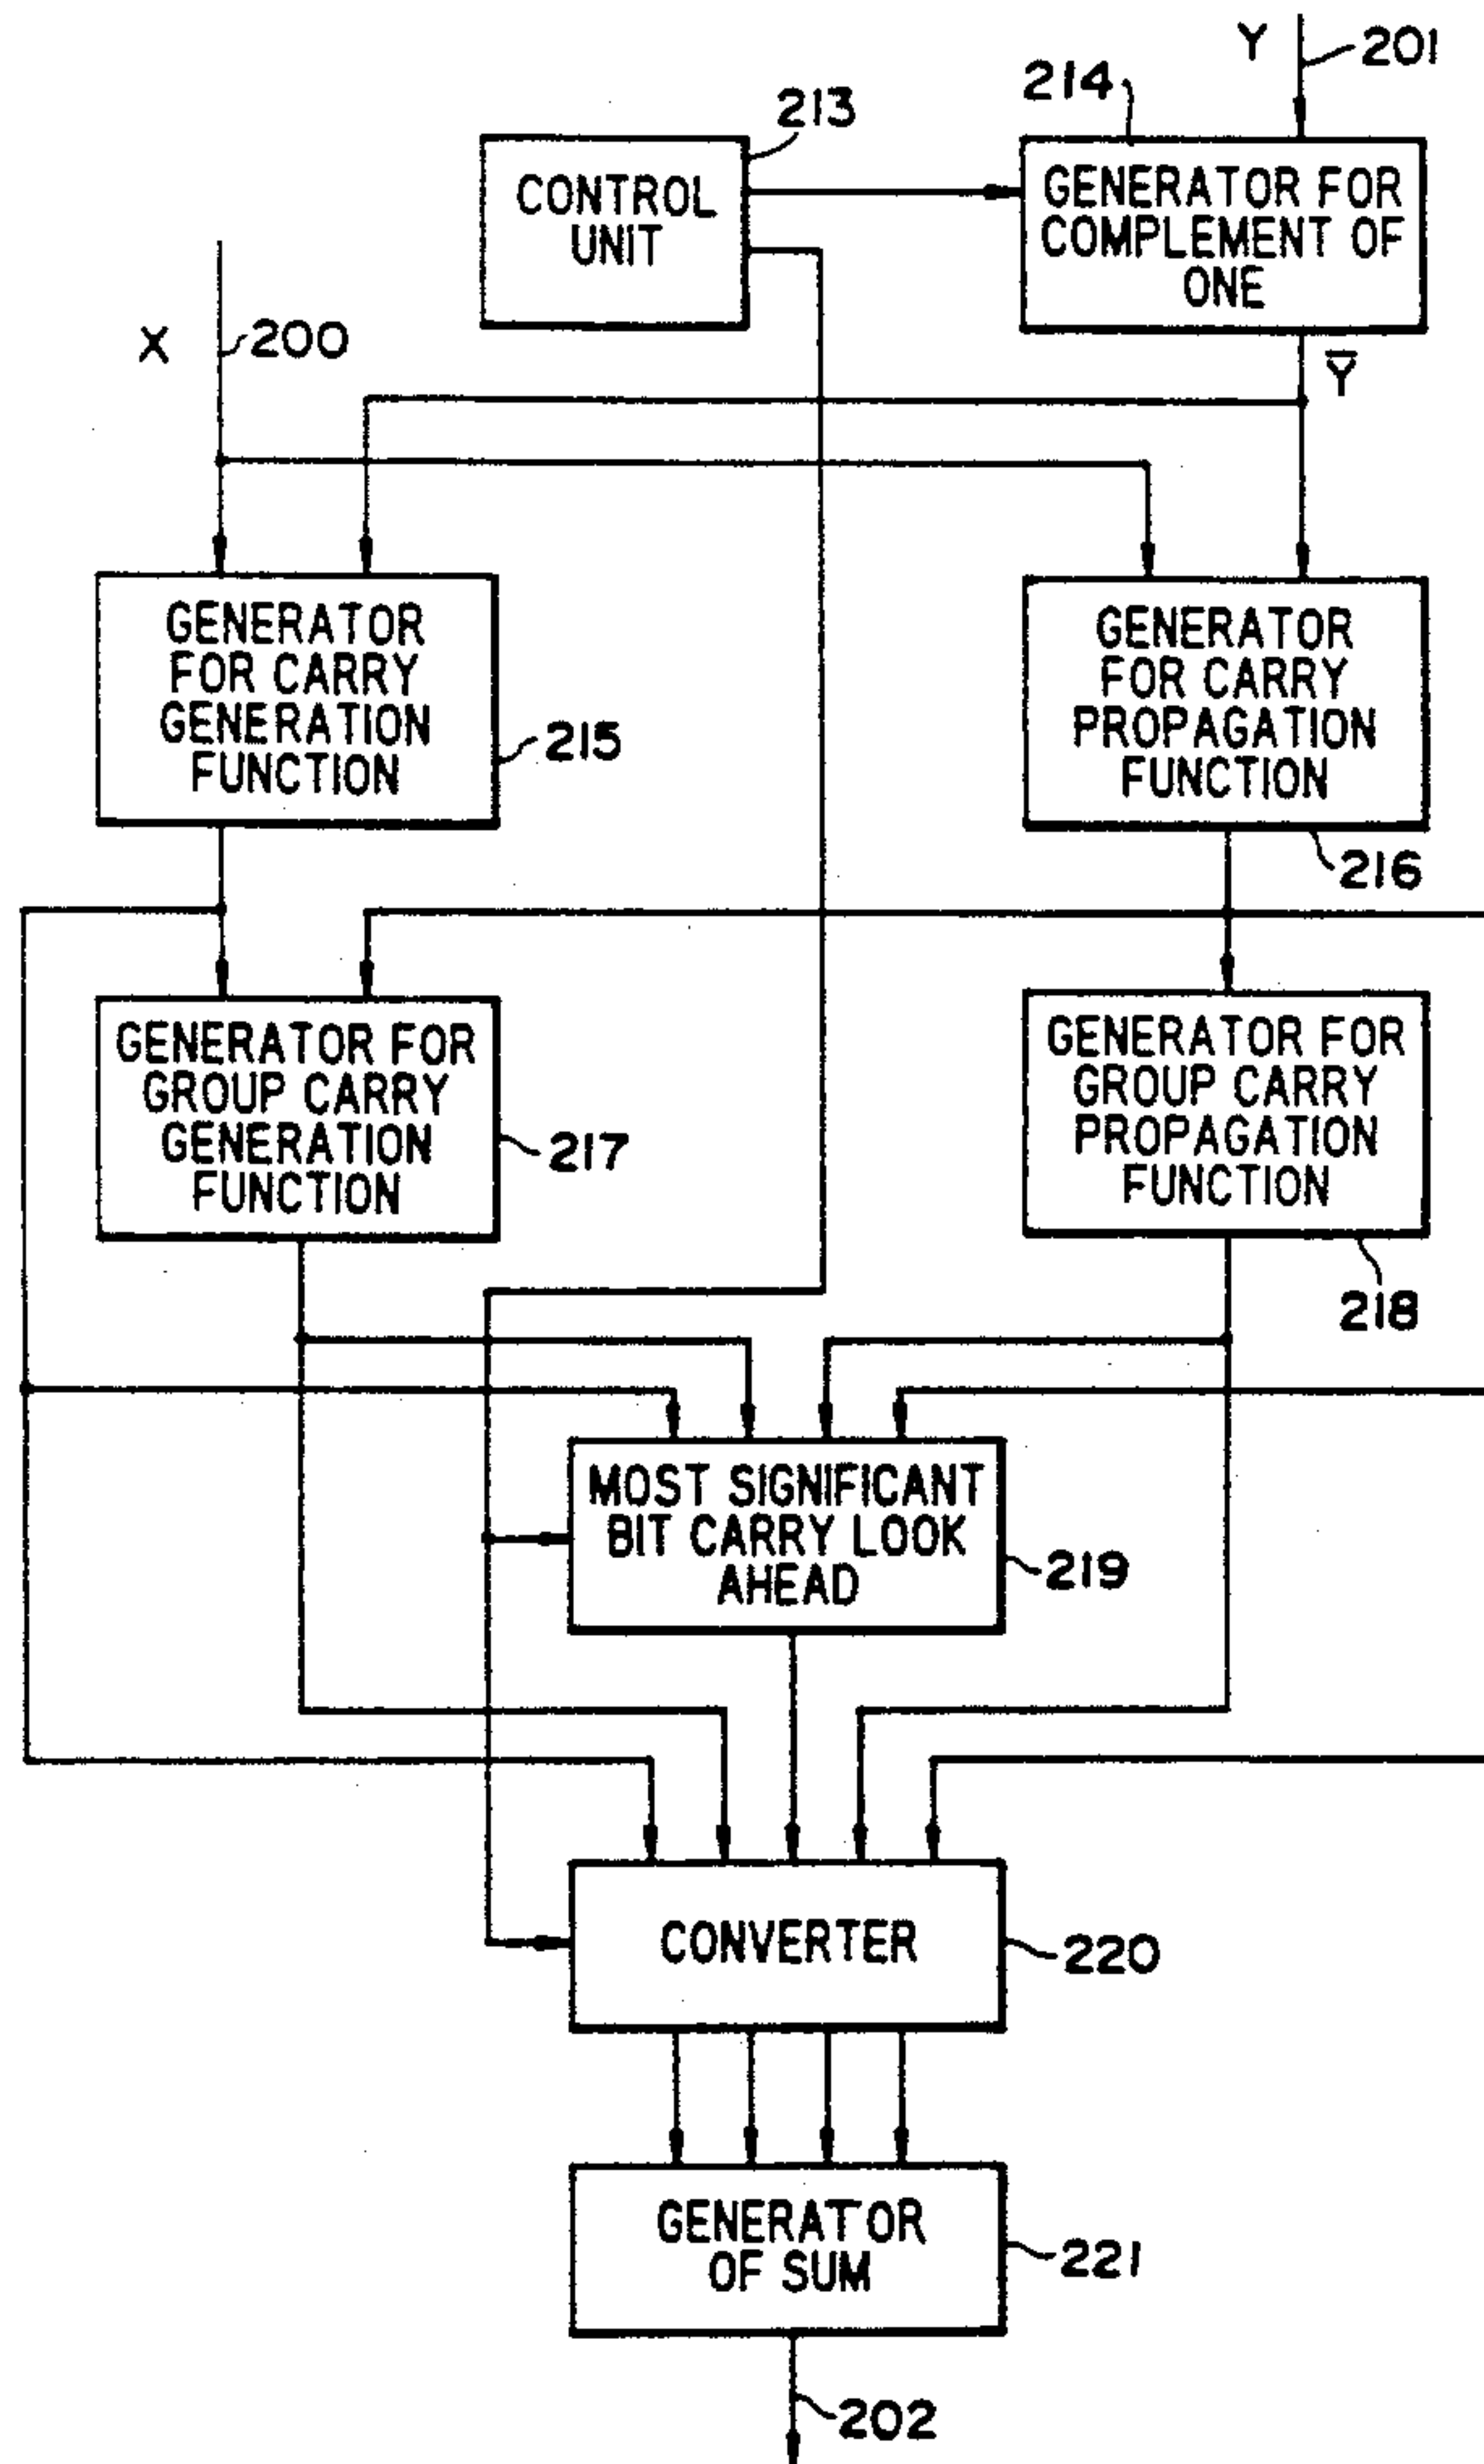 Y
201
214
213
CONTROL
UNIT
GENERATOR FOR
COMPLEMENT OF
ONE
X
200
Y̅
GENERATOR
FOR CARRY
GENERATION
FUNCTION
215
GENERATOR
FOR CARRY
PROPAGATION
FUNCTION
216
GENERATOR FOR
GROUP CARRY
GENERATION
FUNCTION
217
GENERATOR FOR
GROUP CARRY
PROPAGATION
FUNCTION
218
MOST SIGNIFICANT
BIT CARRY LOOK
AHEAD
219
CONVERTER
220
GENERATOR
OF SUM
221
202